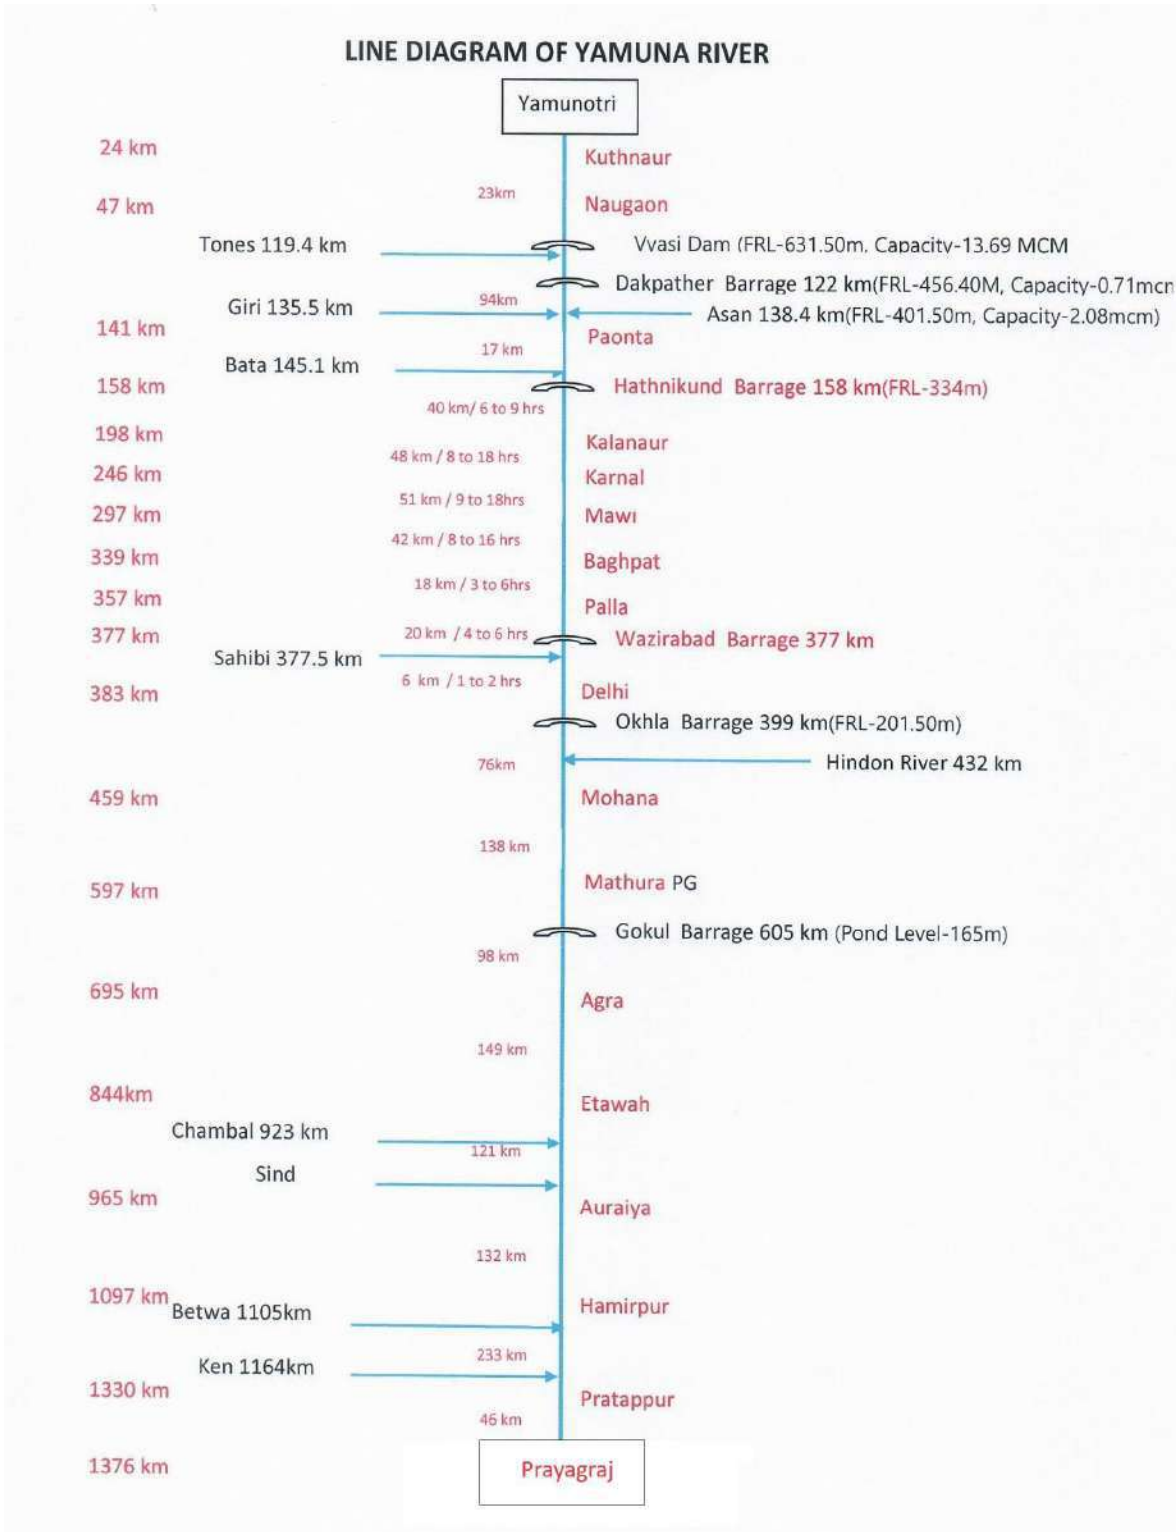 LINE DIAGRAM OF YAMUNA RIVER
Yamunotri
24 km
Kuthnaur
23km
47 km
Naugaon
Tones 119.4 km
Vyasi Dam (FRL-631.50m, Capacity-13.69 MCM
Dakpather Barrage 122 km(FRL-456.40M, Capacity-0.71mcm
94km
Giri 135.5 km
Asan 138.4 km(FRL-401.50m, Capacity-2.08mcm)
141 km
Paonta
17 km
Bata 145.1 km
158 km
Hathnikund Barrage 158 km(FRL-334m)
40 km/ 6 to 9 hrs
198 km
Kalanaur
48 km / 8 to 18 hrs
246 km
Karnal
51 km / 9 to 18hrs
297 km
Mawi
42 km / 8 to 16 hrs
339 km
Baghpat
18 km / 3 to 6hrs
357 km
Palla
377 km
20 km / 4 to 6 hrs
Wazirabad Barrage 377 km
Sahibi 377.5 km
6 km / 1 to 2 hrs
383 km
Delhi
Okhla Barrage 399 km(FRL-201.50m)
76km
Hindon River 432 km
459 km
Mohana
138 km
597 km
Mathura PG
Gokul Barrage 605 km (Pond Level-165m)
98 km
695 km
Agra
149 km
844km
Etawah
Chambal 923 km
121 km
Sind
965 km
Auraiya
132 km
1097 km
Hamirpur
Betwa 1105km
233 km
Ken 1164km
1330 km
Pratappur
46 km
1376 km
Prayagraj